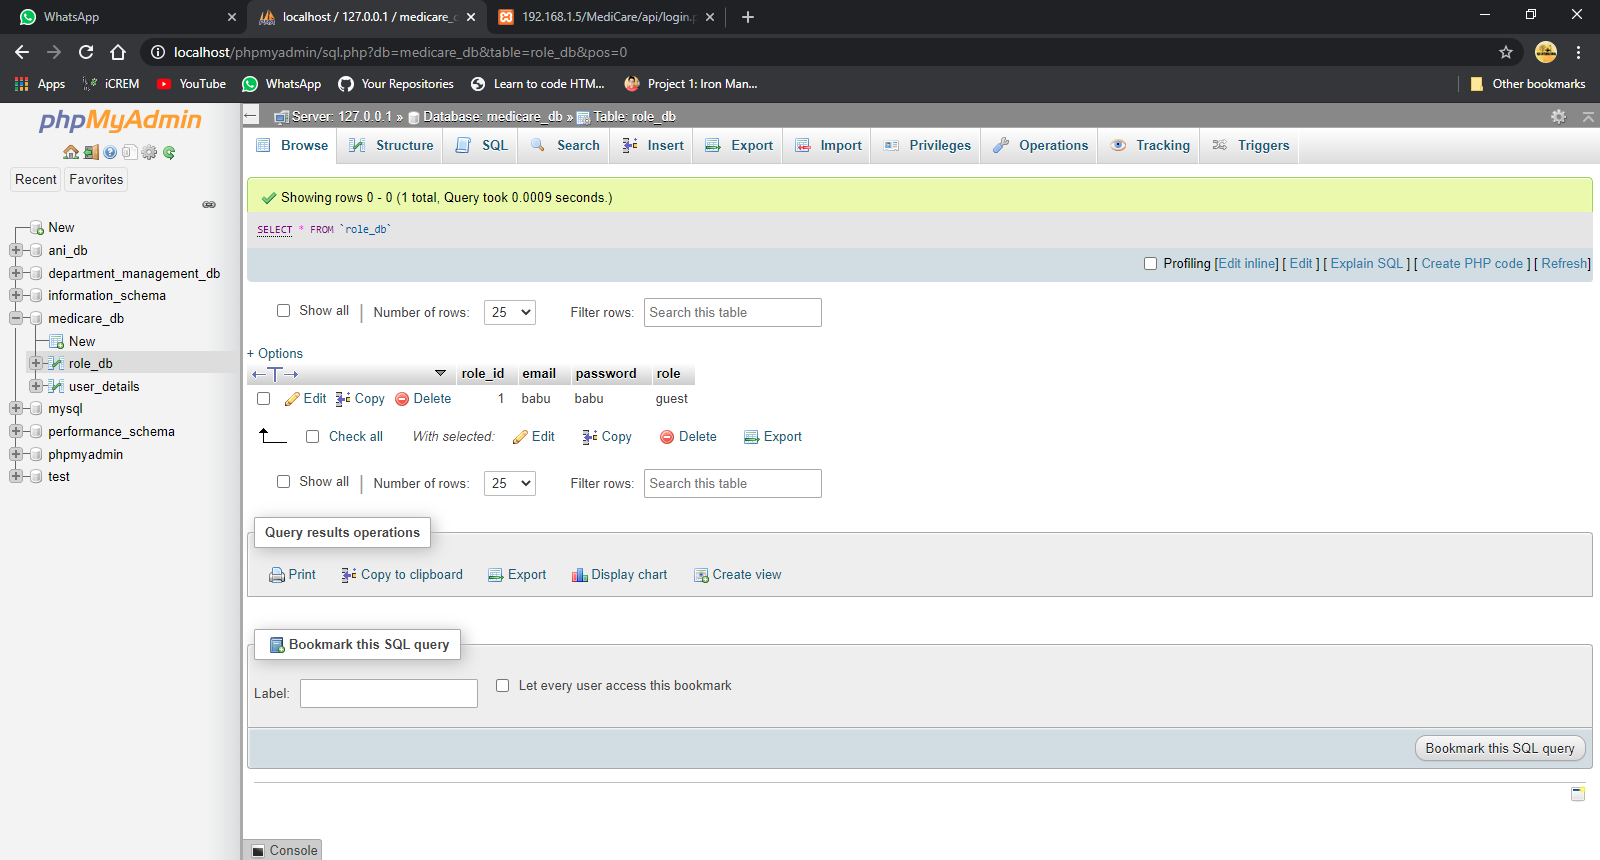 WhatsApp
localhost / 127.0.0.1 / medicare_d
192.168.1.5/MediCare/api/login.p
localhost/phpmyadmin/sql.php?db=medicare_db&table=role_db&pos=0
Apps iCREM YouTube WhatsApp Your Repositories Learn to code HTM... Project 1: Iron Man... Other bookmarks
phpMyAdmin
Recent Favorites
New
ani_db
department_management_db
information_schema
medicare_db
New
role_db
user_details
mysql
performance_schema
phpmyadmin
test
Server: 127.0.0.1 » Database: medicare_db » Table: role_db
Browse Structure SQL Search Insert Export Import Privileges Operations Tracking Triggers
Showing rows 0 - 0 (1 total, Query took 0.0009 seconds.)
SELECT * FROM `role_db`
Profiling [Edit inline] [ Edit ] [ Explain SQL ] [ Create PHP code ] [ Refresh]
Show all | Number of rows: 25 Filter rows: Search this table
+ Options
role_id email password role
Edit Copy Delete 1 babu babu guest
Check all With selected: Edit Copy Delete Export
Show all | Number of rows: 25 Filter rows: Search this table
Query results operations
Print Copy to clipboard Export Display chart Create view
Bookmark this SQL query
Label: Let every user access this bookmark
Bookmark this SQL query
Console